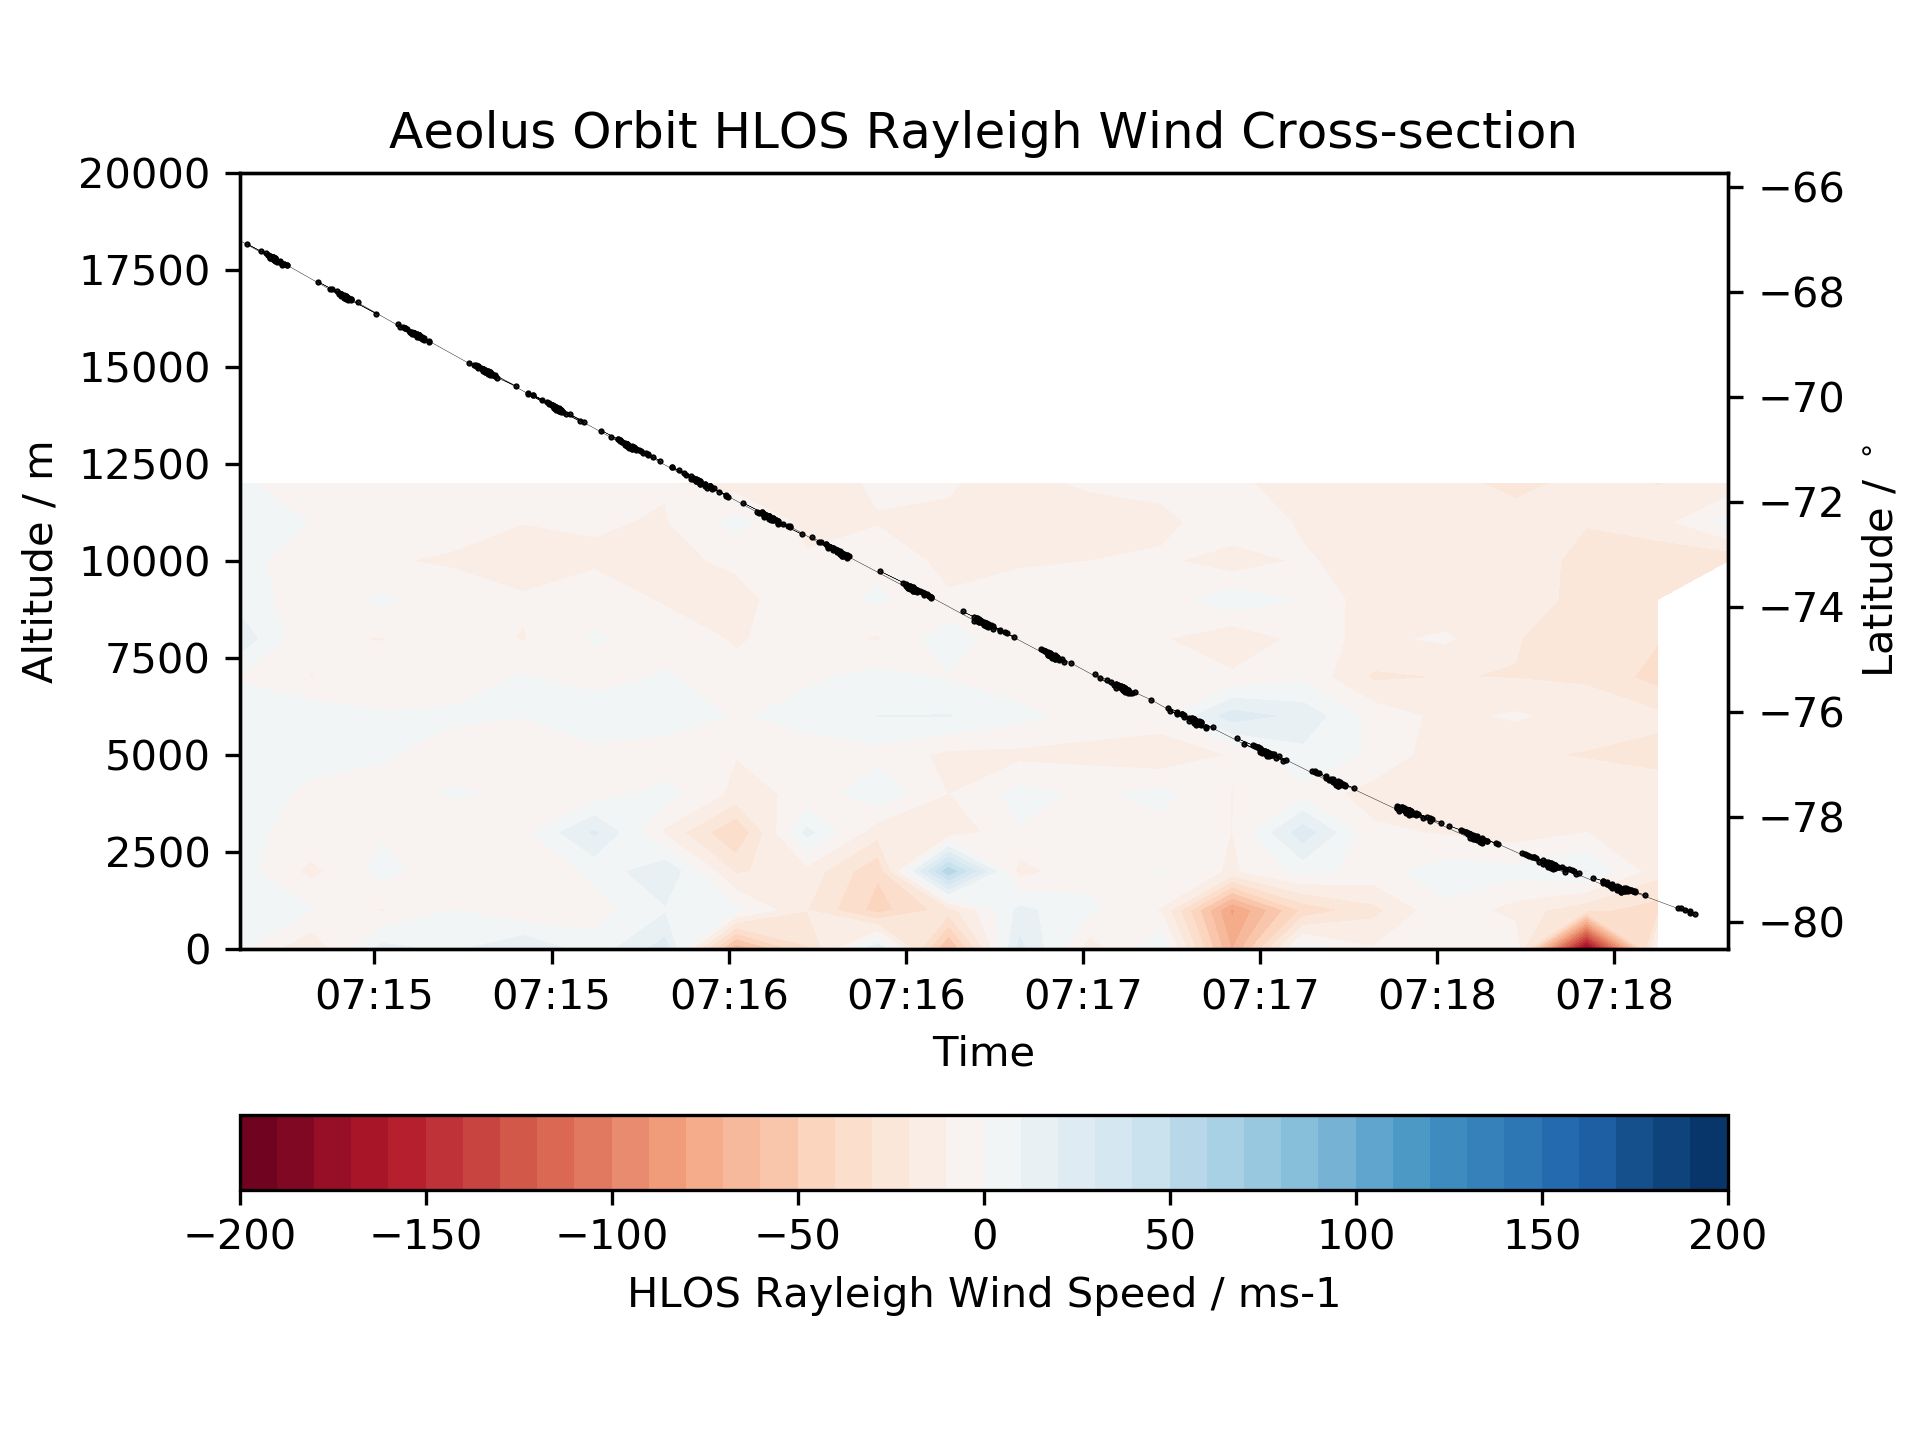 Aeolus Orbit HLOS Rayleigh Wind Cross-section
20000
17500
15000
12500
10000
7500
5000
2500
0
Altitude / m
−66
−68
−70
−72
−74
−76
−78
−80
Latitude / °
07:15 07:15 07:16 07:16 07:17 07:17 07:18 07:18
Time
−200 −150 −100 −50 0 50 100 150 200
HLOS Rayleigh Wind Speed / ms-1